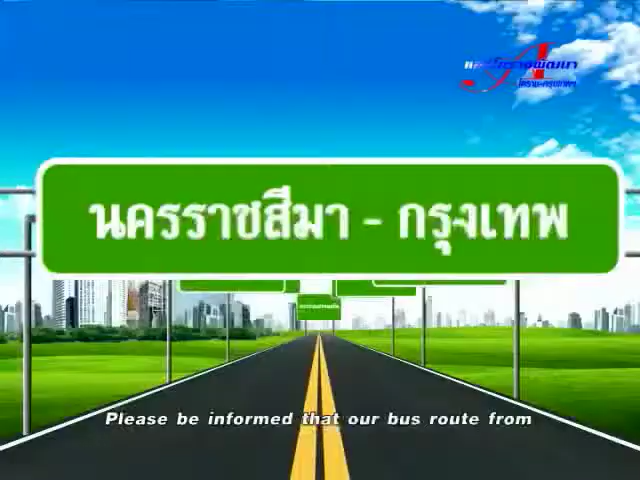 นครราชสีมา - กรุงเทพ
Please be informed that our bus route from